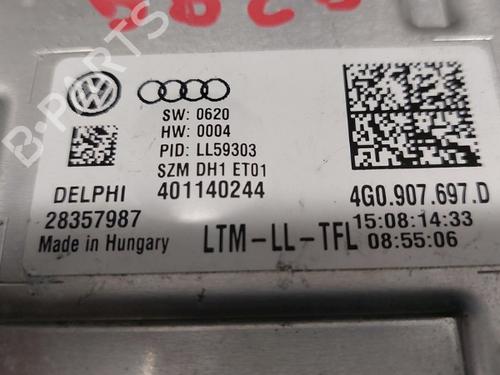 SW: 0620
HW: 0004
PID: LL59303
SZM DH1 ET01
DELPHI 401140244
28357987
Made in Hungary
LTM-LL-TFL
4G0.907.697.D
15:08:14:33
08:55:06
B-PARTS